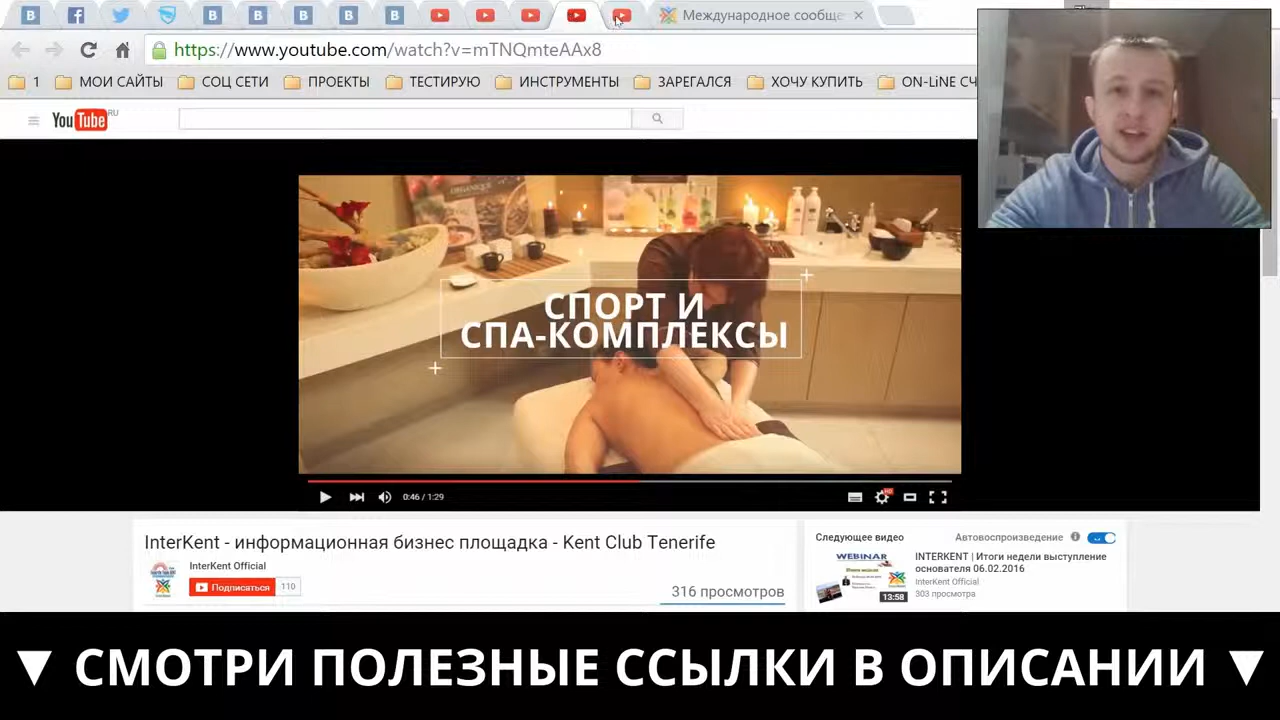 Международное сообще
https://www.youtube.com/watch?v=mTNQmteAAx8
1
МОИ САЙТЫ
СОЦ СЕТИ
ПРОЕКТЫ
ТЕСТИРУЮ
ИНСТРУМЕНТЫ
ЗАРЕГАЛСЯ
ХОЧУ КУПИТЬ
ON-LiNE СЧ
YouTube RU
ORGANIQUE
СПОРТ И
СПА-КОМПЛЕКСЫ
0:46 / 1:29
InterKent - информационная бизнес площадка - Kent Club Tenerife
InterKent Official
Подписаться
110
316 просмотров
Следующее видео
Автовоспроизведение
WEBINAR
13:58
INTERKENT | Итоги недели выступление
основателя 06.02.2016
InterKent Official
303 просмотра
▼ СМОТРИ ПОЛЕЗНЫЕ ССЫЛКИ В ОПИСАНИИ ▼